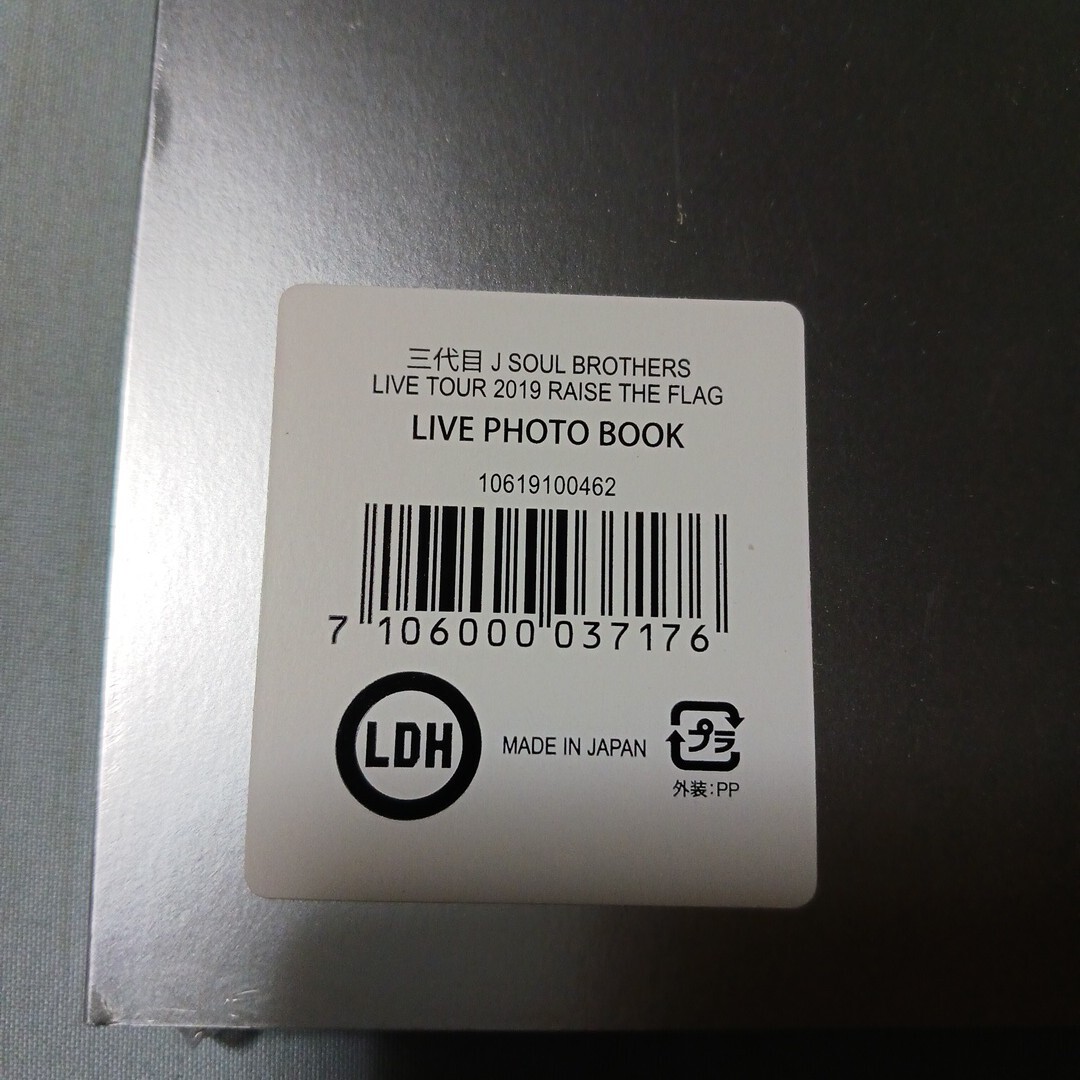 三代目 J SOUL BROTHERS
LIVE TOUR 2019 RAISE THE FLAG
LIVE PHOTO BOOK
10619100462
7 106000 037176
LDH
MADE IN JAPAN
プラ
外装:PP